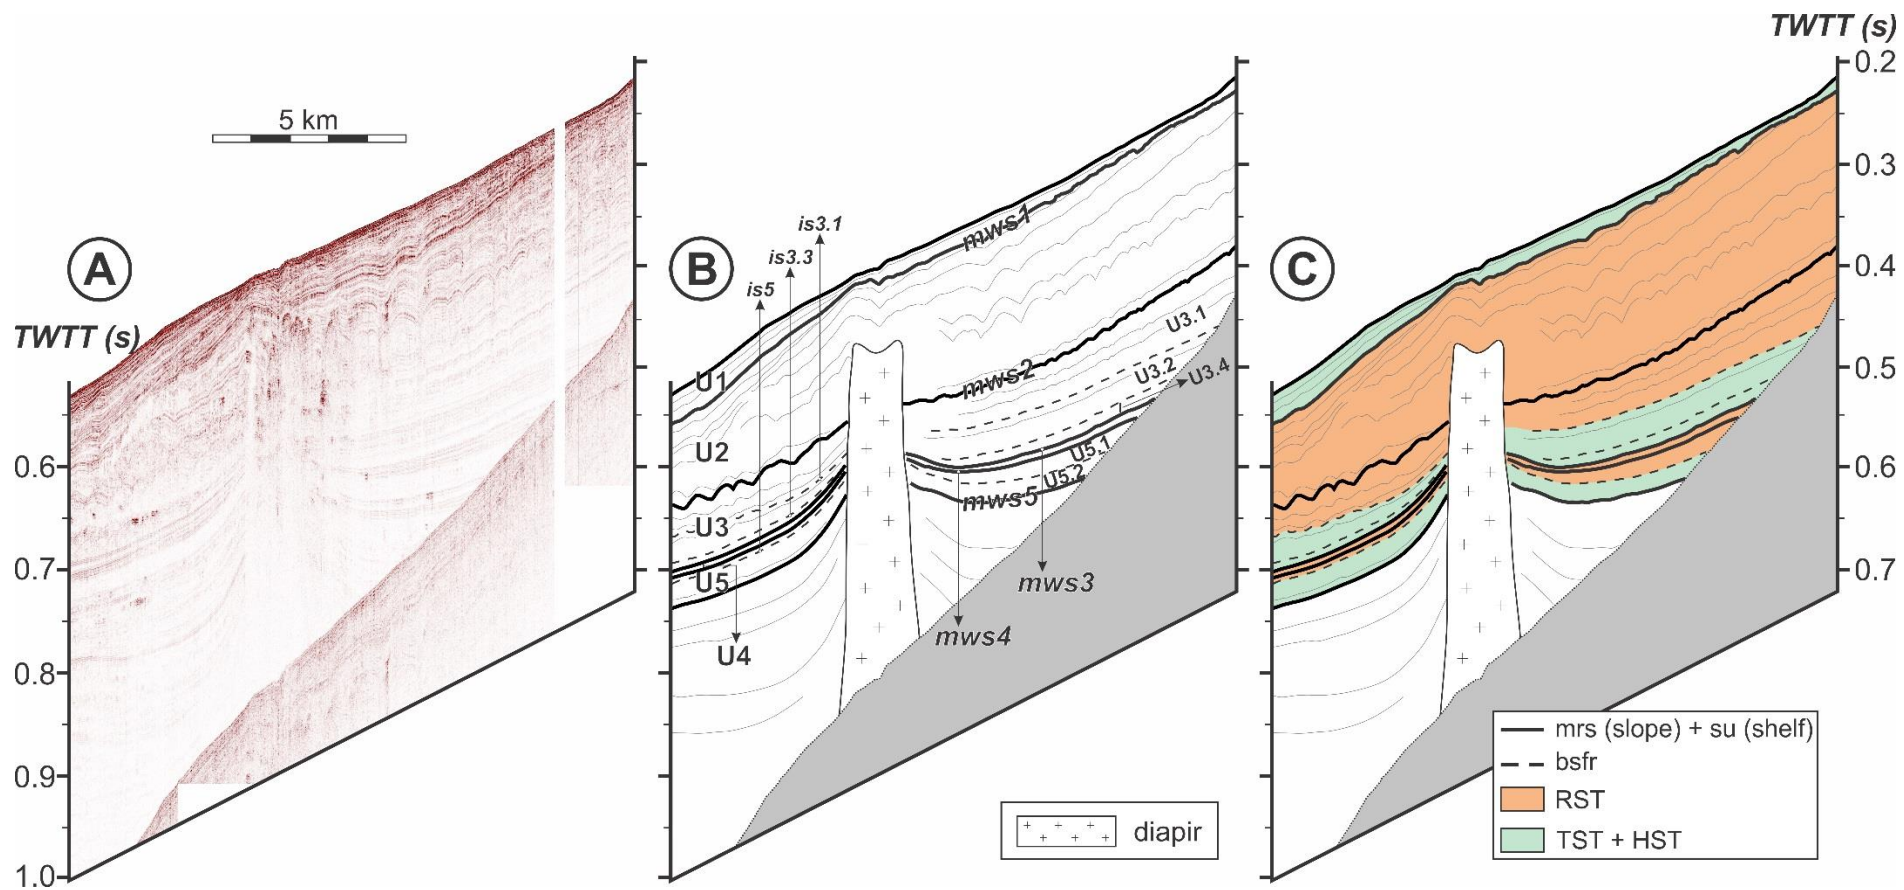 TWTT (s)
0.2
5 km
0.3
is3.1
mws1
A
is3.3
B
C
0.4
is5
TWTT (s)
U3.1
0.5
U1
mws2
U3.2
U3.4
U2
U5.1
0.6
0.6
U5.2
mws5
U3
0.7
U5
mws3
0.7
mws4
U4
0.8
mrs (slope) + su (shelf)
bsfr
0.9
RST
diapir
TST + HST
1.0